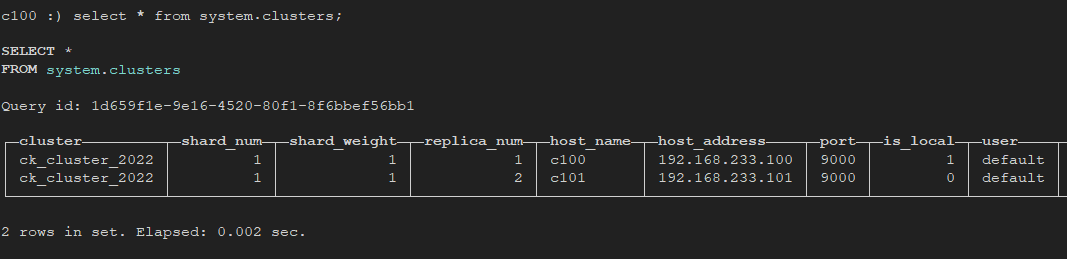 c100 :) select * from system.clusters;
SELECT *
FROM system.clusters
Query id: 1d659f1e-9e16-4520-80f1-8f6bbef56bb1
cluster shard_num shard_weight replica_num host_name host_address port is_local user
ck_cluster_2022 1 1 1 c100 192.168.233.100 9000 1 default
ck_cluster_2022 1 1 2 c101 192.168.233.101 9000 0 default
2 rows in set. Elapsed: 0.002 sec.